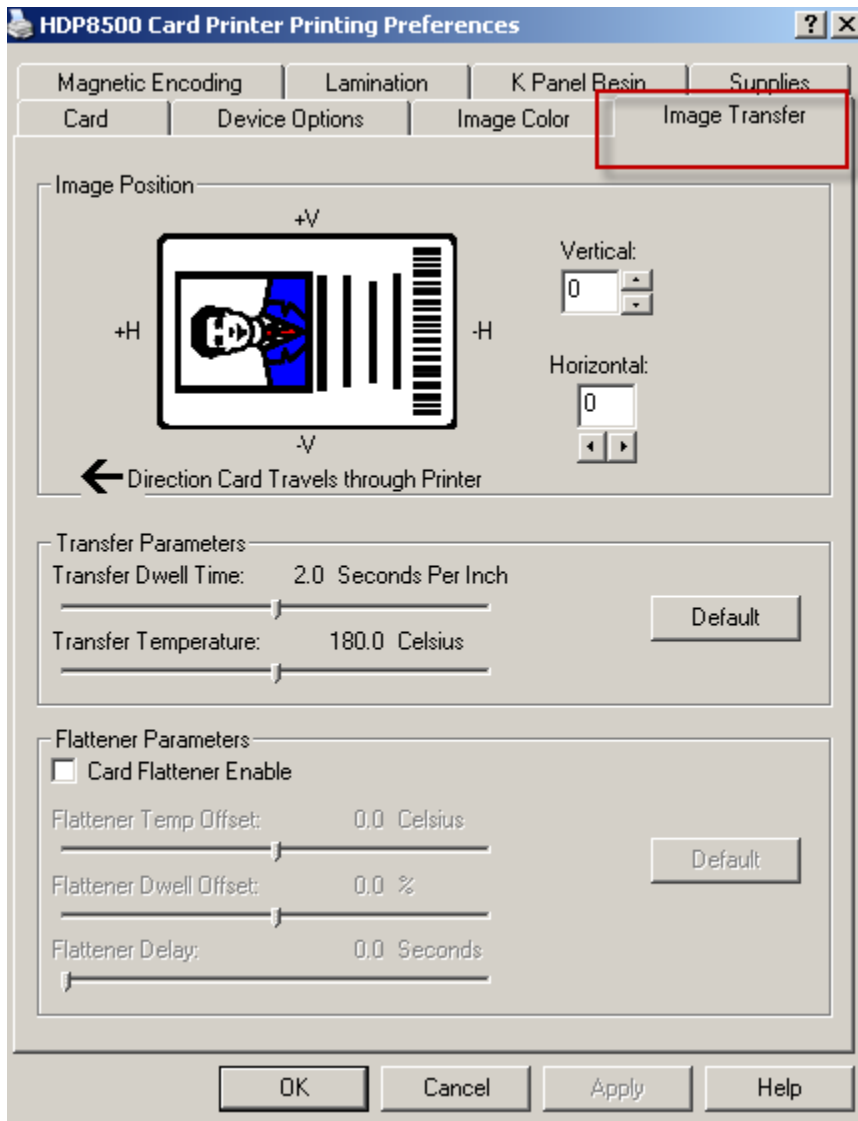 HDP8500 Card Printer Printing Preferences
Magnetic Encoding Lamination K Panel Resin Supplies
Card Device Options Image Color Image Transfer
Image Position
+V
Vertical:
0
+H -H
Horizontal:
0
-V
Direction Card Travels through Printer
Transfer Parameters
Transfer Dwell Time: 2.0 Seconds Per Inch
Default
Transfer Temperature: 180.0 Celsius
Flattener Parameters
Card Flattener Enable
Flattener Temp Offset: 0.0 Celsius
Default
Flattener Dwell Offset: 0.0 %
Flattener Delay: 0.0 Seconds
OK Cancel Apply Help